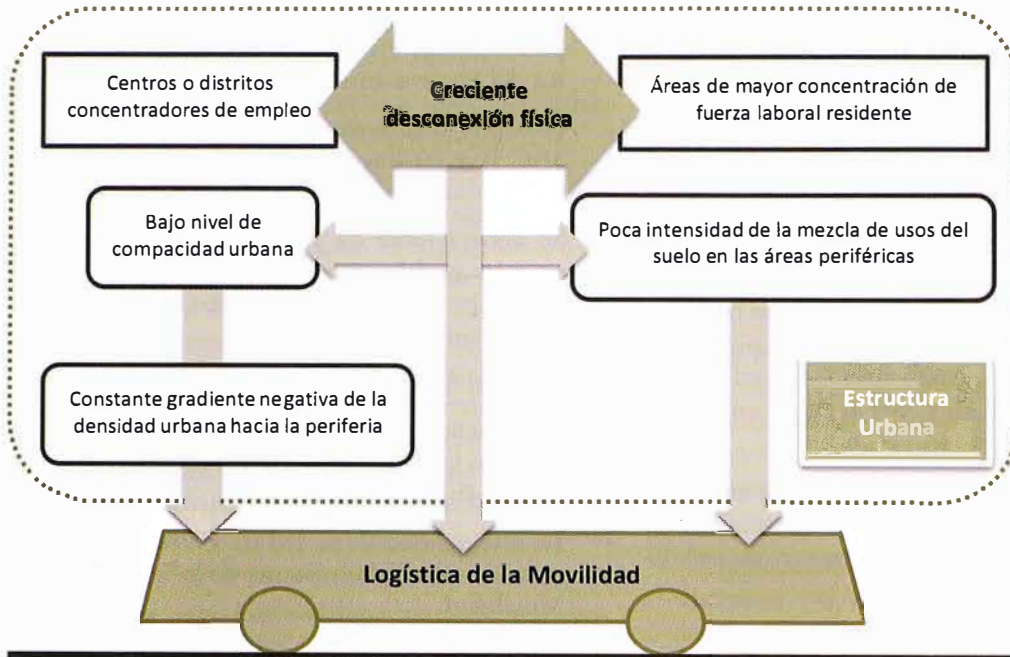 Centros o distritos
concentradores de empleo
Creciente
desconexión física
Áreas de mayor concentración de
fuerza laboral residente
Bajo nivel de
compacidad urbana
Poca intensidad de la mezcla de usos del
suelo en las áreas periféricas
Constante gradiente negativa de la
densidad urbana hacia la periferia
Estructura
Urbana
Logística de la Movilidad